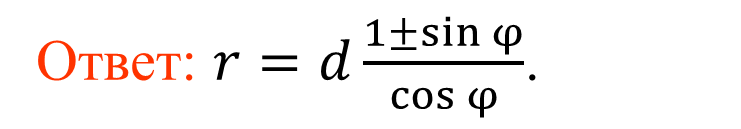 Ответ: r = d (1±sin φ)/(cos φ).